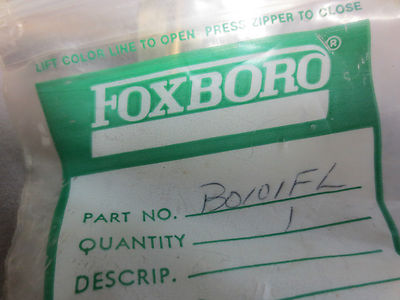 LIFT COLOR LINE TO OPEN PRESS ZIPPER TO CLOSE
FOXBORO®
PART NO. B0101FL
QUANTITY 1
DESCRIP.